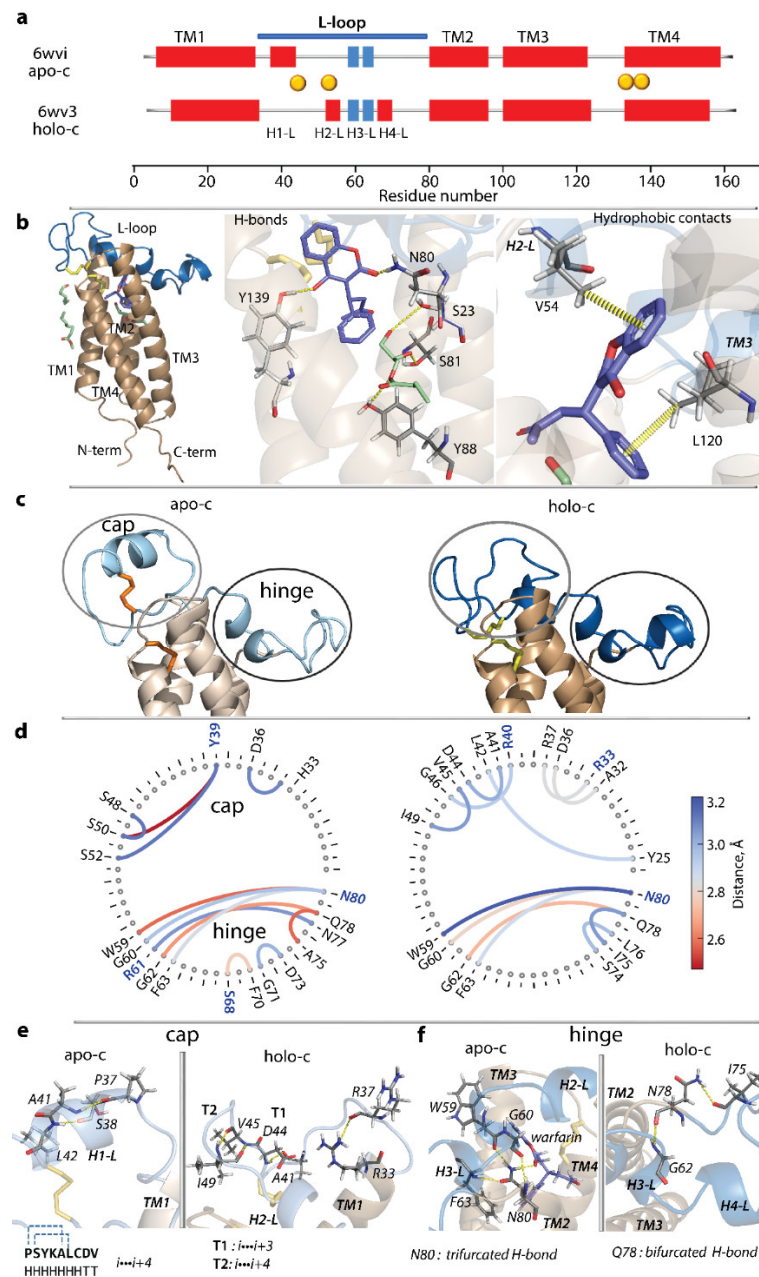 a
L-loop
TM1 TM2 TM3 TM4
6wvi
apo-c
6wv3
holo-c
H1-L H2-L H3-L H4-L
0 20 40 60 80 100 120 140 160
Residue number
b
L-loop
TM2
TM1
TM3
TM4
N-term
C-term
H-bonds
N80
Y139
S23
S81
Y88
Hydrophobic contacts
H2-L
V54
TM3
L120
c
apo-c
holo-c
cap
hinge
d
Y39
D36
H33
S48
S50
S52
cap
N80
Q78
N77
A75
D73
G71
F70
S68
F63
G62
R61
G60
W59
hinge
R40
A41
L42
D44
V45
G46
I49
R37
D36
R33
A32
Y25
N80
Q78
L76
I75
S74
F63
G62
G60
W59
3.2
3.0
2.8
2.6
Distance, Å
cap
hinge
e
apo-c
holo-c
A41
P37
S38
L42
H1-L
TM1
PSYKALCDV
HHHHHHHTT
i•••i+4
T2
V45
T1
D44
R37
I49
A41
R33
H2-L
TM1
T1 : i•••i+3
T2: i•••i+4
f
apo-c
holo-c
TM3
H2-L
W59
G60
warfarin
H3-L
TM4
F63
N80
TM2
N80: trifurcated H-bond
TM2
N78
I75
G62
H3-L
H4-L
TM3
Q78: bifurcated H-bond